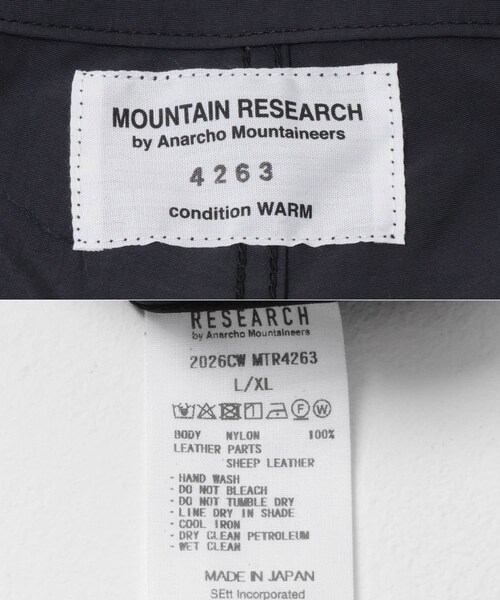 MOUNTAIN RESEARCH
by Anarcho Mountaineers
4263
condition WARM
RESEARCH
by Anarcho Mountaineers
2026CW MTR4263
L/XL
F W
BODY NYLON 100%
LEATHER PARTS
SHEEP LEATHER
- HAND WASH
- DO NOT BLEACH
- DO NOT TUMBLE DRY
- LINE DRY IN SHADE
- COOL IRON
- DRY CLEAN PETROLEUM
- WET CLEAN
MADE IN JAPAN
SEtt Incorporated